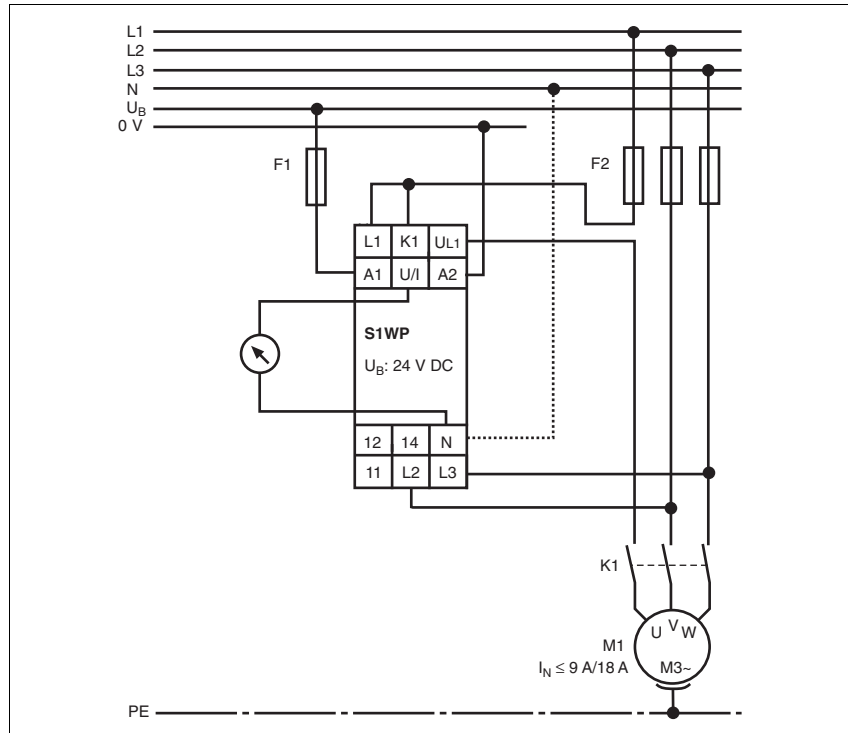 L1
L2
L3
N
UB
0 V
F1
F2
L1 K1 UL1
A1 U/I A2
S1WP
UB: 24 V DC
12 14 N
11 L2 L3
K1
U V W
M1
IN ≤ 9 A/18 A
M3~
PE